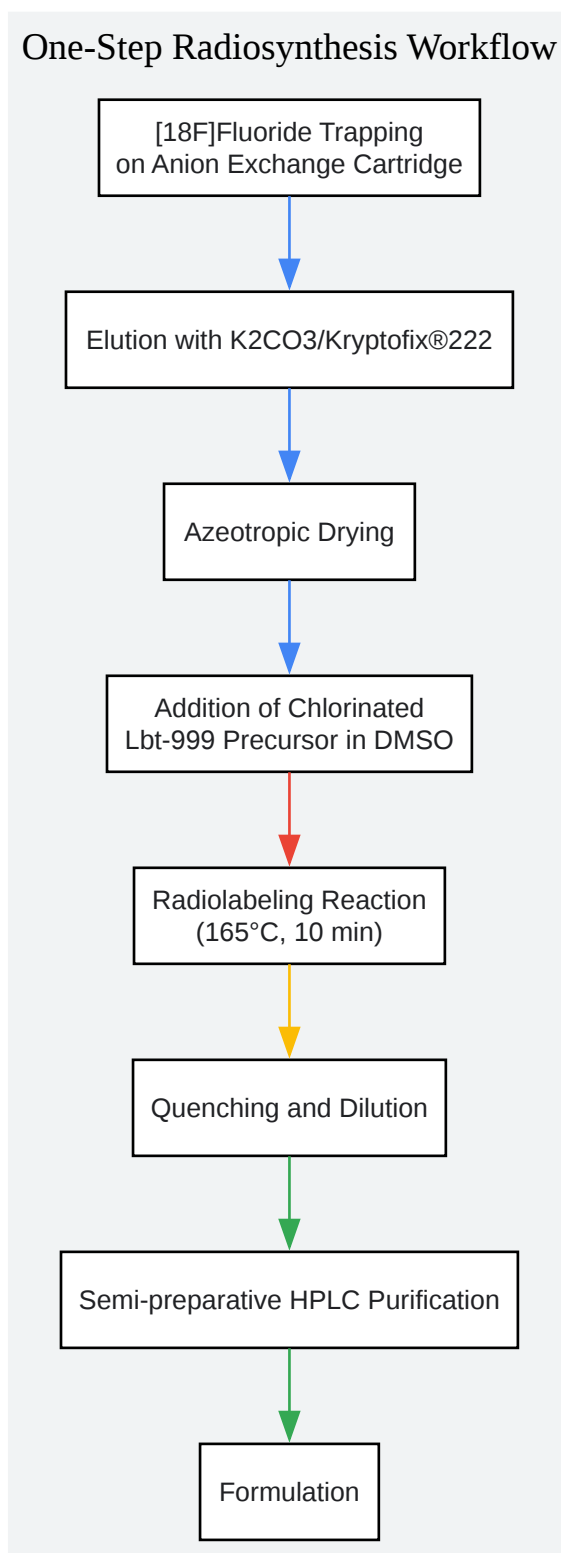 One-Step Radiosynthesis Workflow
[18F]Fluoride Trapping
on Anion Exchange Cartridge
Elution with K2CO3/Kryptofix®222
Azeotropic Drying
Addition of Chlorinated
Lbt-999 Precursor in DMSO
Radiolabeling Reaction
(165°C, 10 min)
Quenching and Dilution
Semi-preparative HPLC Purification
Formulation